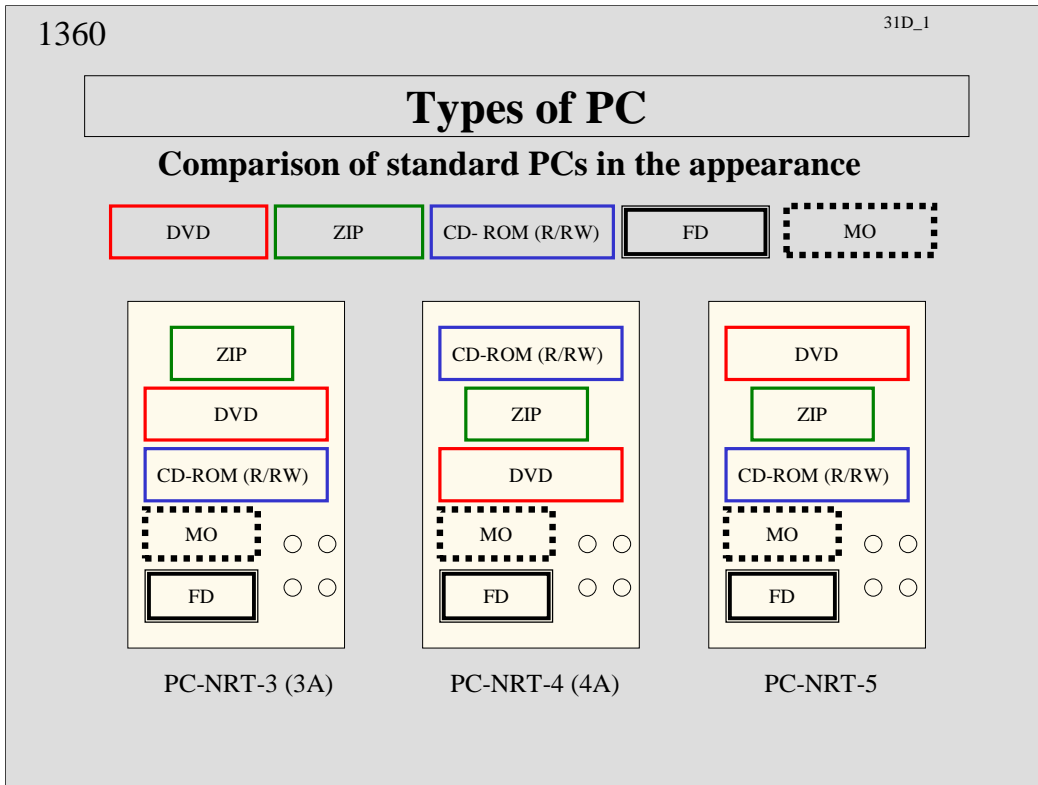 1360
31D_1
Types of PC
Comparison of standard PCs in the appearance
DVD
ZIP
CD- ROM (R/RW)
FD
MO
ZIP
DVD
CD-ROM (R/RW)
MO
FD
PC-NRT-3 (3A)
CD-ROM (R/RW)
ZIP
DVD
MO
FD
PC-NRT-4 (4A)
DVD
ZIP
CD-ROM (R/RW)
MO
FD
PC-NRT-5